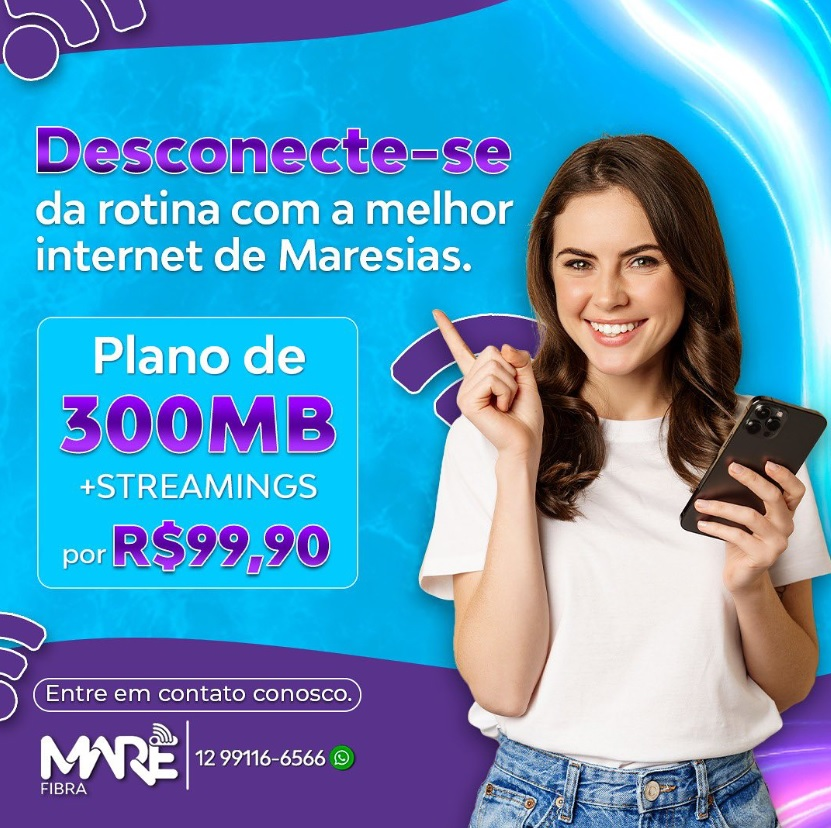 Desconecte-se
da rotina com a melhor
internet de Maresias.
Plano de
300MB
+STREAMINGS
por R$99,90
Entre em contato conosco.
MARÊ
FIBRA
12 99116-6566